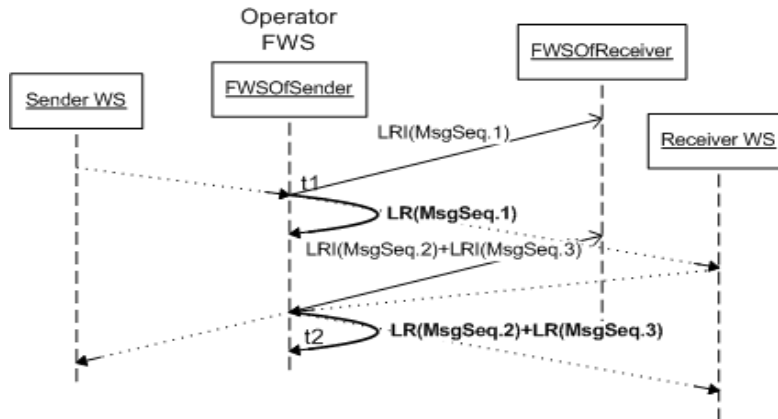 Operator
FWS
FWSOfReceiver
Sender WS
FWSOfSender
LRI(MsgSeq.1)
Receiver WS
t1
LR(MsgSeq.1)
LRI(MsgSeq.2)+LRI(MsgSeq.3)
LR(MsgSeq.2)+LR(MsgSeq.3)
t2